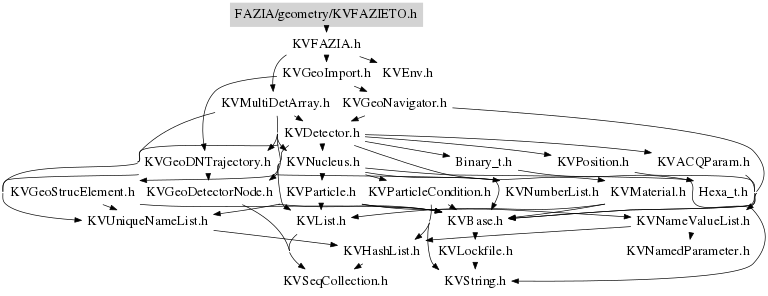 FAZIA/geometry/KVFAZIETO.h
KVFAZIA.h
KVGeoImport.h
KVEnv.h
KVMultiDetArray.h
KVGeoNavigator.h
KVDetector.h
KVGeoDNTrajectory.h
KVNucleus.h
Binary_t.h
KVPosition.h
KVACQParam.h
KVGeoStrucElement.h
KVGeoDetectorNode.h
KVParticle.h
KVParticleCondition.h
KVNumberList.h
KVMaterial.h
Hexa_t.h
KVUniqueNameList.h
KVList.h
KVBase.h
KVNameValueList.h
KVHashList.h
KVLockfile.h
KVNamedParameter.h
KVSeqCollection.h
KVString.h